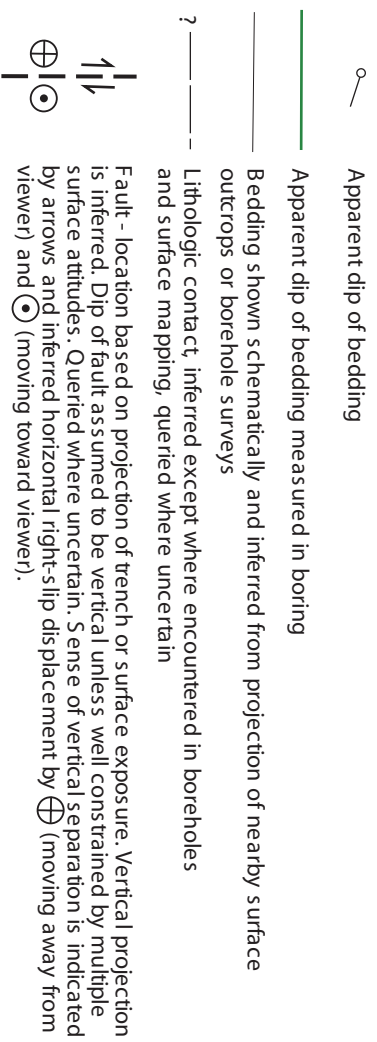 Apparent dip of bedding
Apparent dip of bedding measured in boring
Bedding shown schematically and inferred from projection of nearby surface
outcrops or borehole surveys
?
Lithologic contact, inferred except where encountered in boreholes
and surface mapping, queried where uncertain
Fault - location based on projection of trench or surface exposure. Vertical projection
is inferred. Dip of fault assumed to be vertical unless well constrained by multiple
surface attitudes. Queried where uncertain. Sense of vertical separation is indicated
by arrows and inferred horizontal right-slip displacement by ⊕ (moving away from
viewer) and ⊙ (moving toward viewer).